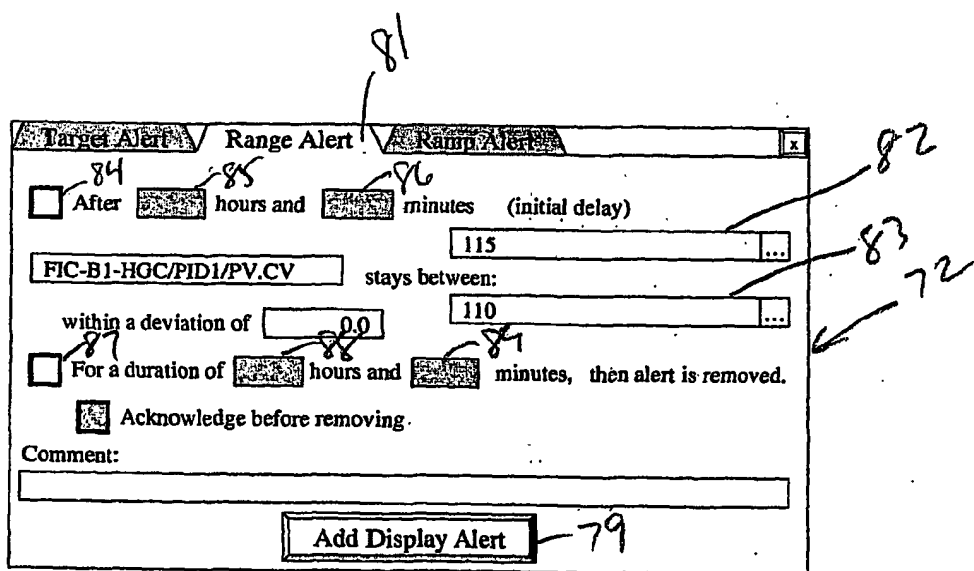 81
Target Alert Range Alert Ramp Alert x
84 85 86 82
After hours and minutes (initial delay)
115 ...
FIC-B1-HGC/PID1/PV.CV stays between: 83
110 ... 72
within a deviation of 0.0
87 88 89
For a duration of hours and minutes, then alert is removed.
Acknowledge before removing.
Comment:
Add Display Alert 79